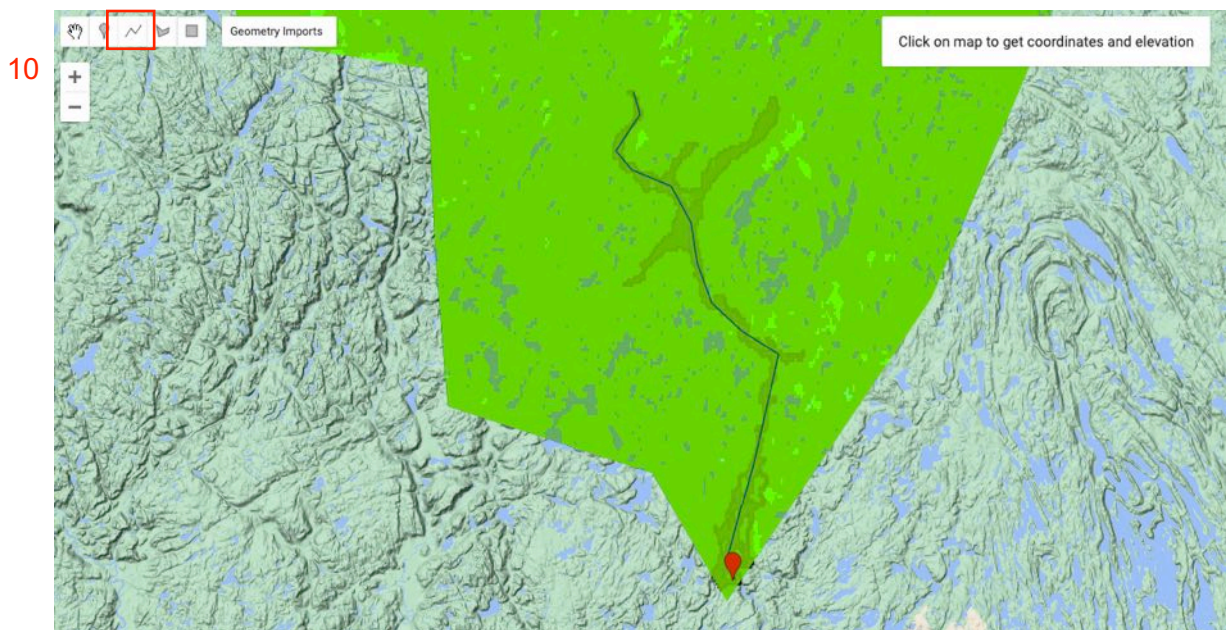 Geometry Imports
Click on map to get coordinates and elevation
10
+
−